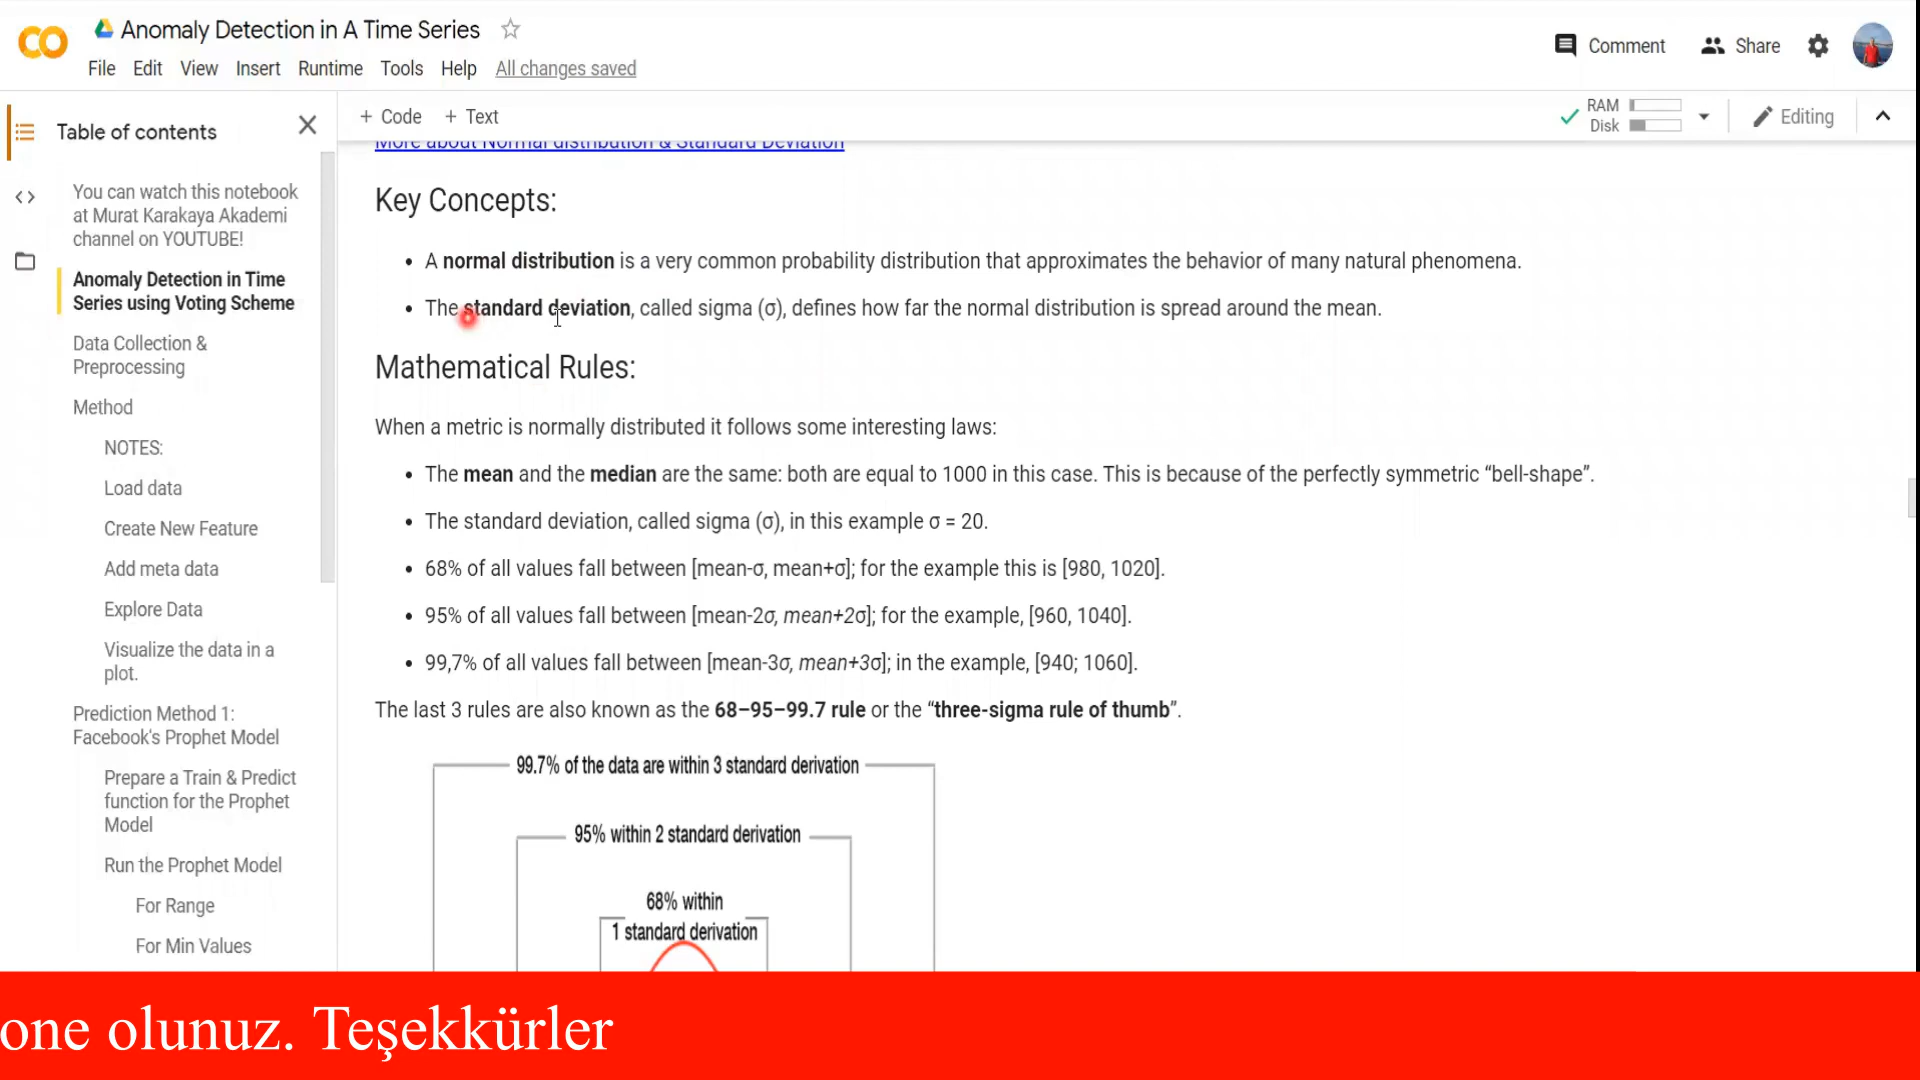 Anomaly Detection in A Time Series
File Edit View Insert Runtime Tools Help All changes saved
Comment Share
Table of contents
+ Code + Text
RAM
Disk
Editing
You can watch this notebook
at Murat Karakaya Akademi
channel on YOUTUBE!
Anomaly Detection in Time
Series using Voting Scheme
Data Collection &
Preprocessing
Method
NOTES:
Load data
Create New Feature
Add meta data
Explore Data
Visualize the data in a
plot.
Prediction Method 1:
Facebook's Prophet Model
Prepare a Train & Predict
function for the Prophet
Model
Run the Prophet Model
For Range
For Min Values
More about Normal distribution & Standard Deviation
Key Concepts:
• A normal distribution is a very common probability distribution that approximates the behavior of many natural phenomena.
• The standard deviation, called sigma (σ), defines how far the normal distribution is spread around the mean.
Mathematical Rules:
When a metric is normally distributed it follows some interesting laws:
• The mean and the median are the same: both are equal to 1000 in this case. This is because of the perfectly symmetric “bell-shape”.
• The standard deviation, called sigma (σ), in this example σ = 20.
• 68% of all values fall between [mean-σ, mean+σ]; for the example this is [980, 1020].
• 95% of all values fall between [mean-2σ, mean+2σ]; for the example, [960, 1040].
• 99,7% of all values fall between [mean-3σ, mean+3σ]; in the example, [940; 1060].
The last 3 rules are also known as the 68–95–99.7 rule or the “three-sigma rule of thumb”.
99.7% of the data are within 3 standard derivation
95% within 2 standard derivation
68% within
1 standard derivation
one olunuz. Teşekkürler